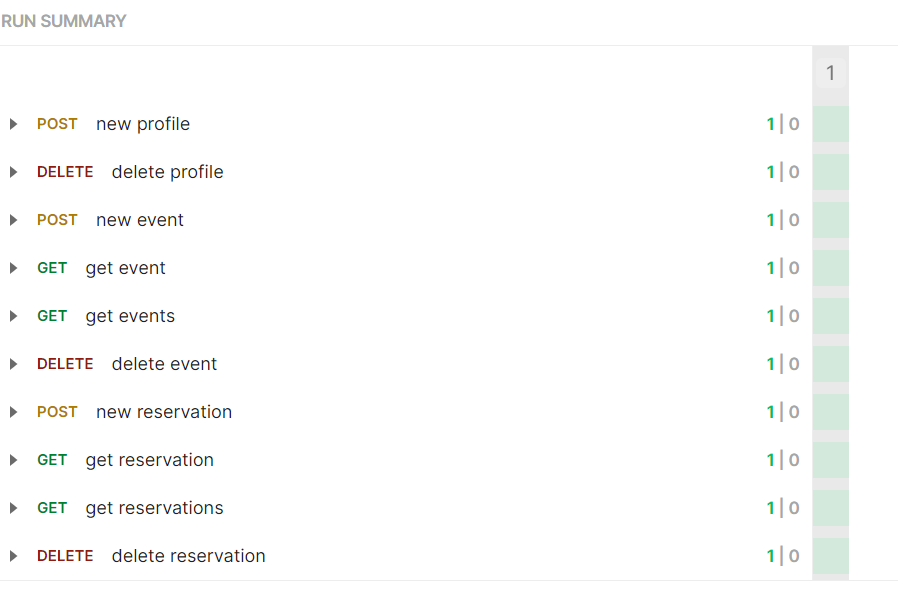 RUN SUMMARY
1
POST new profile 1 | 0
DELETE delete profile 1 | 0
POST new event 1 | 0
GET get event 1 | 0
GET get events 1 | 0
DELETE delete event 1 | 0
POST new reservation 1 | 0
GET get reservation 1 | 0
GET get reservations 1 | 0
DELETE delete reservation 1 | 0